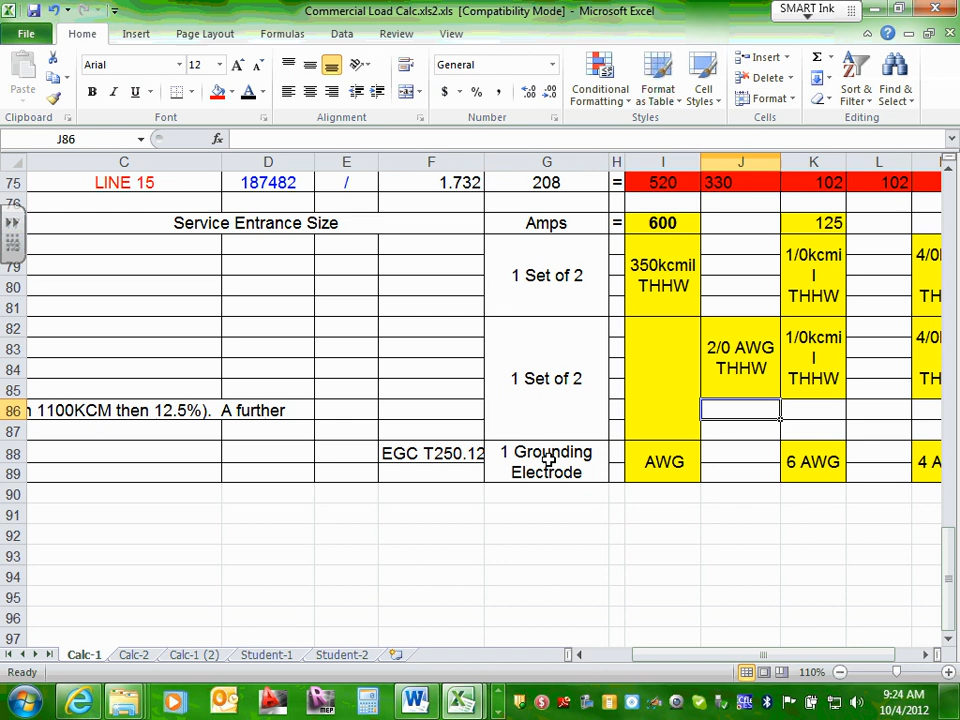 Commercial Load Calc.xls2.xls [Compatibility Mode] - Microsoft Excel
SMART Ink
File Home Insert Page Layout Formulas Data Review View
Paste
Arial 12 A A
B I U A
General
$ % ,
Conditional Formatting
Format as Table
Cell Styles
Insert
Delete
Format
Σ
Sort & Filter
Find & Select
Clipboard Font Alignment Number Styles Cells Editing
J86 fx
C D E F G H I J K L
75 LINE 15 187482 / 1.732 208 = 520 330 102 102
76
Service Entrance Size Amps = 600 125
79
80
81
1 Set of 2
350kcmil
THHW
1/0kcmi
l
THHW
4/0k
82
83
84
85
1 Set of 2
2/0 AWG
THHW
1/0kcmi
l
THHW
4/0k
86 1100KCM then 12.5%). A further
87
88 EGC T250.12 1 Grounding
89 Electrode
AWG 6 AWG 4 A
90
91
92
93
94
95
96
97
Calc-1 Calc-2 Calc-1 (2) Student-1 Student-2
Ready 110%
9:24 AM
10/4/2012